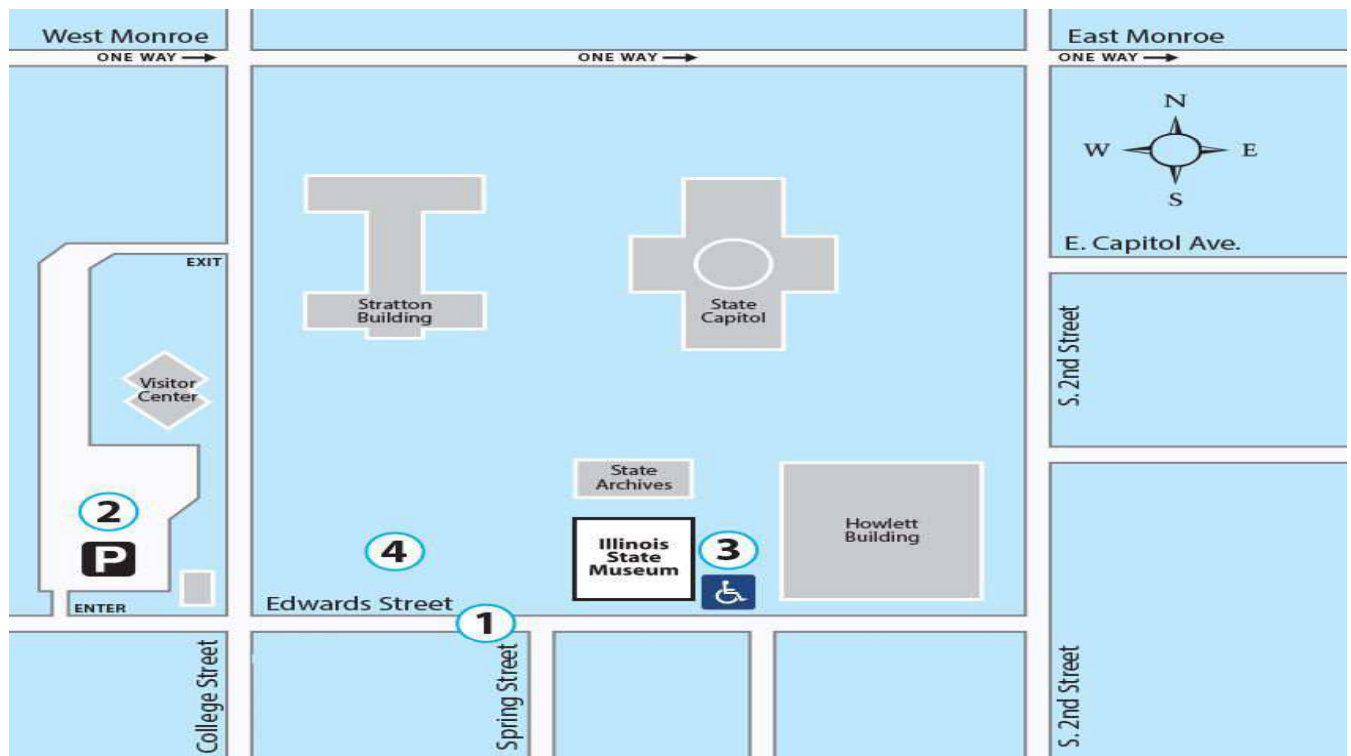 West Monroe
East Monroe
ONE WAY
ONE WAY
ONE WAY
N
W
E
S
E. Capitol Ave.
EXIT
Stratton
Building
State
Capitol
S. 2nd Street
Visitor
Center
State
Archives
2
P
4
Illinois
State
Museum
3
Howlett
Building
ENTER
Edwards Street
1
College Street
Spring Street
S. 2nd Street